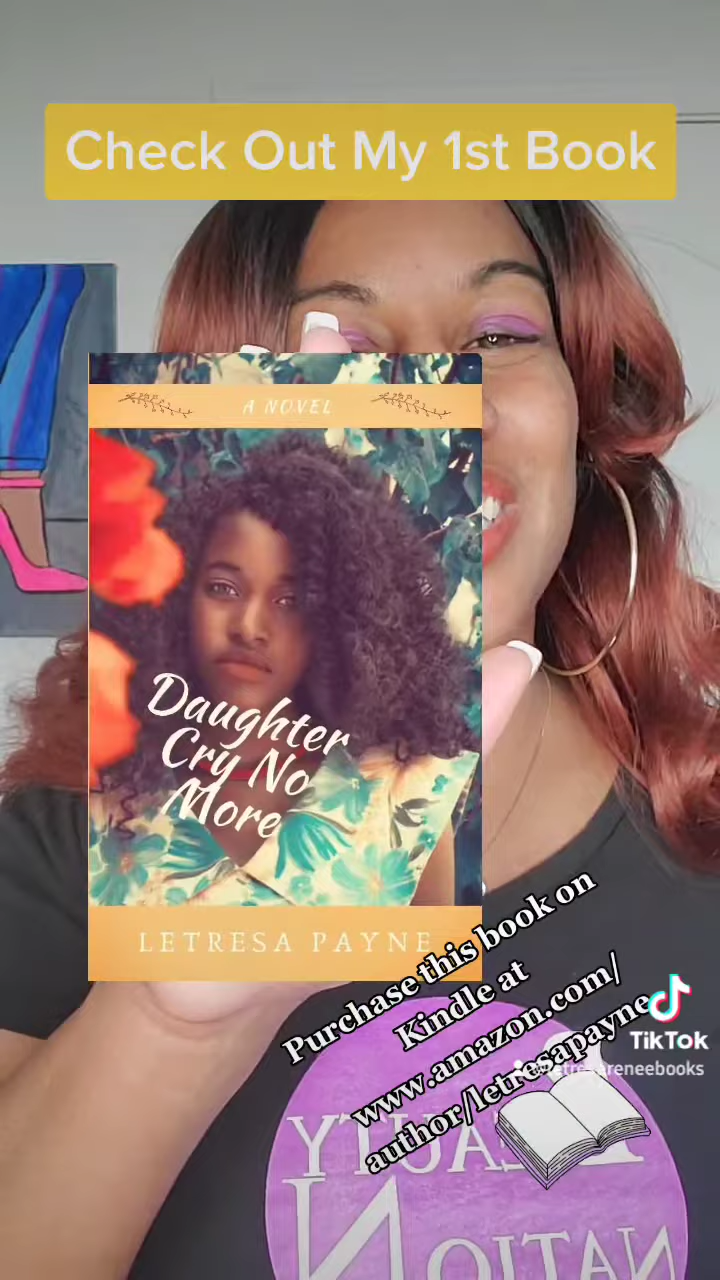 Check Out My 1st Book
A NOVEL
Daughter
Cry No
More
LETRESA PAYNE
Purchase this book on
Kindle at
www.amazon.com/
author/letresapayne
TikTok
NATION